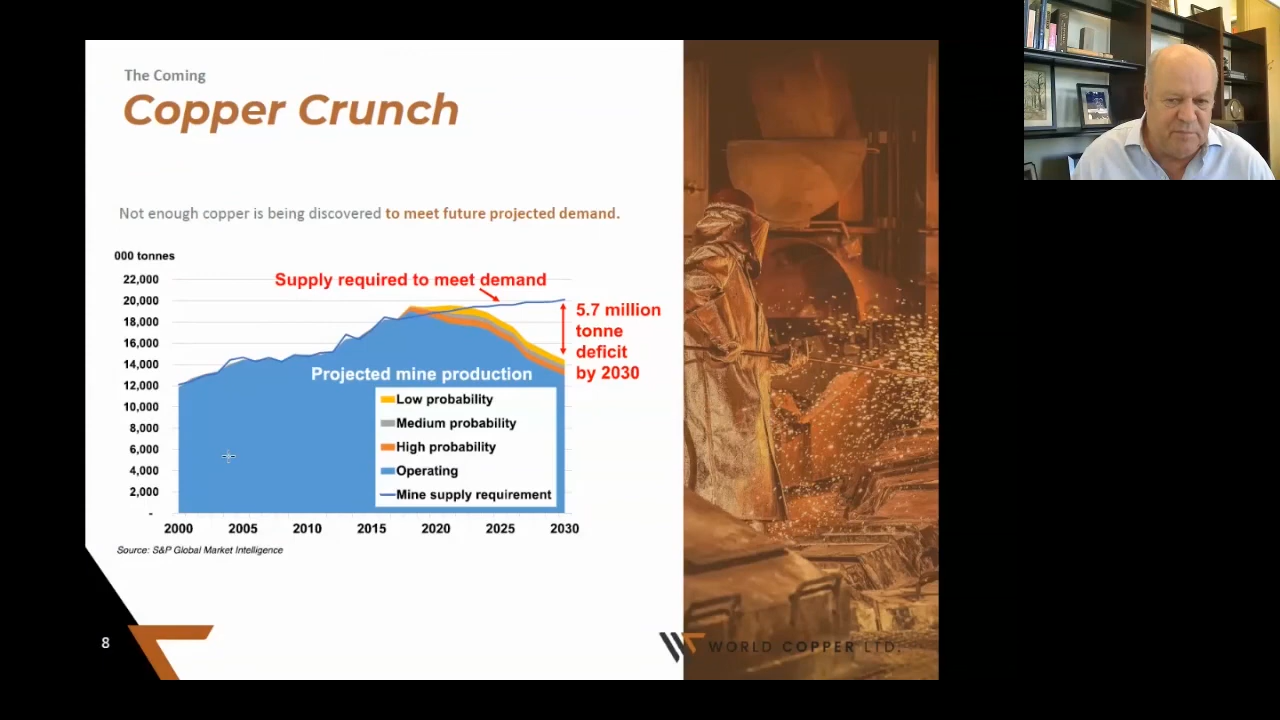 The Coming
Copper Crunch
Not enough copper is being discovered to meet future projected demand.
000 tonnes
22,000
20,000
18,000
16,000
14,000
12,000
10,000
8,000
6,000
4,000
2,000
-
Supply required to meet demand
5.7 million
tonne
deficit
by 2030
Projected mine production
Low probability
Medium probability
High probability
Operating
Mine supply requirement
2000 2005 2010 2015 2020 2025 2030
Source: S&P Global Market Intelligence
8
WORLD COPPER LTD.